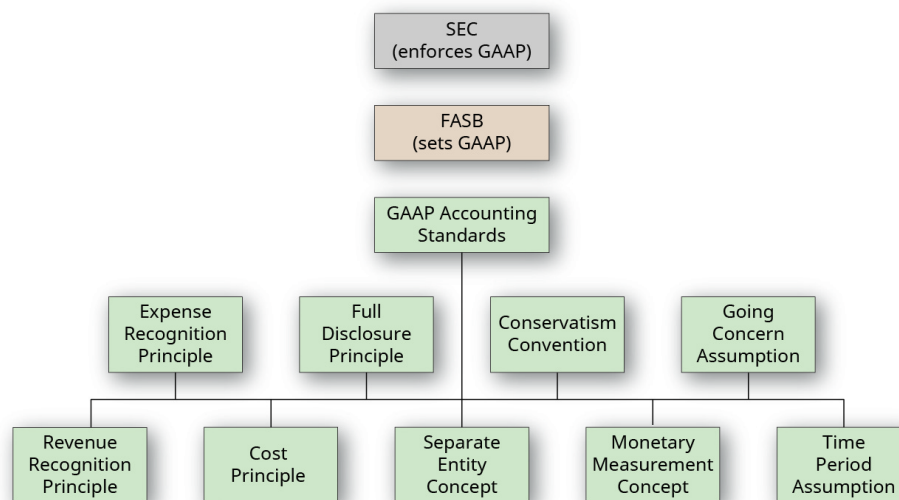 SEC
(enforces GAAP)
FASB
(sets GAAP)
GAAP Accounting
Standards
Expense
Recognition
Principle
Full
Disclosure
Principle
Conservatism
Convention
Going
Concern
Assumption
Revenue
Recognition
Principle
Cost
Principle
Separate
Entity
Concept
Monetary
Measurement
Concept
Time
Period
Assumption